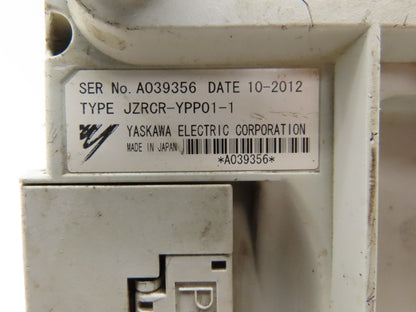 SER No. A039356 DATE 10-2012
TYPE JZRCR-YPP01-1
YASKAWA ELECTRIC CORPORATION
MADE IN JAPAN
*A039356*
P